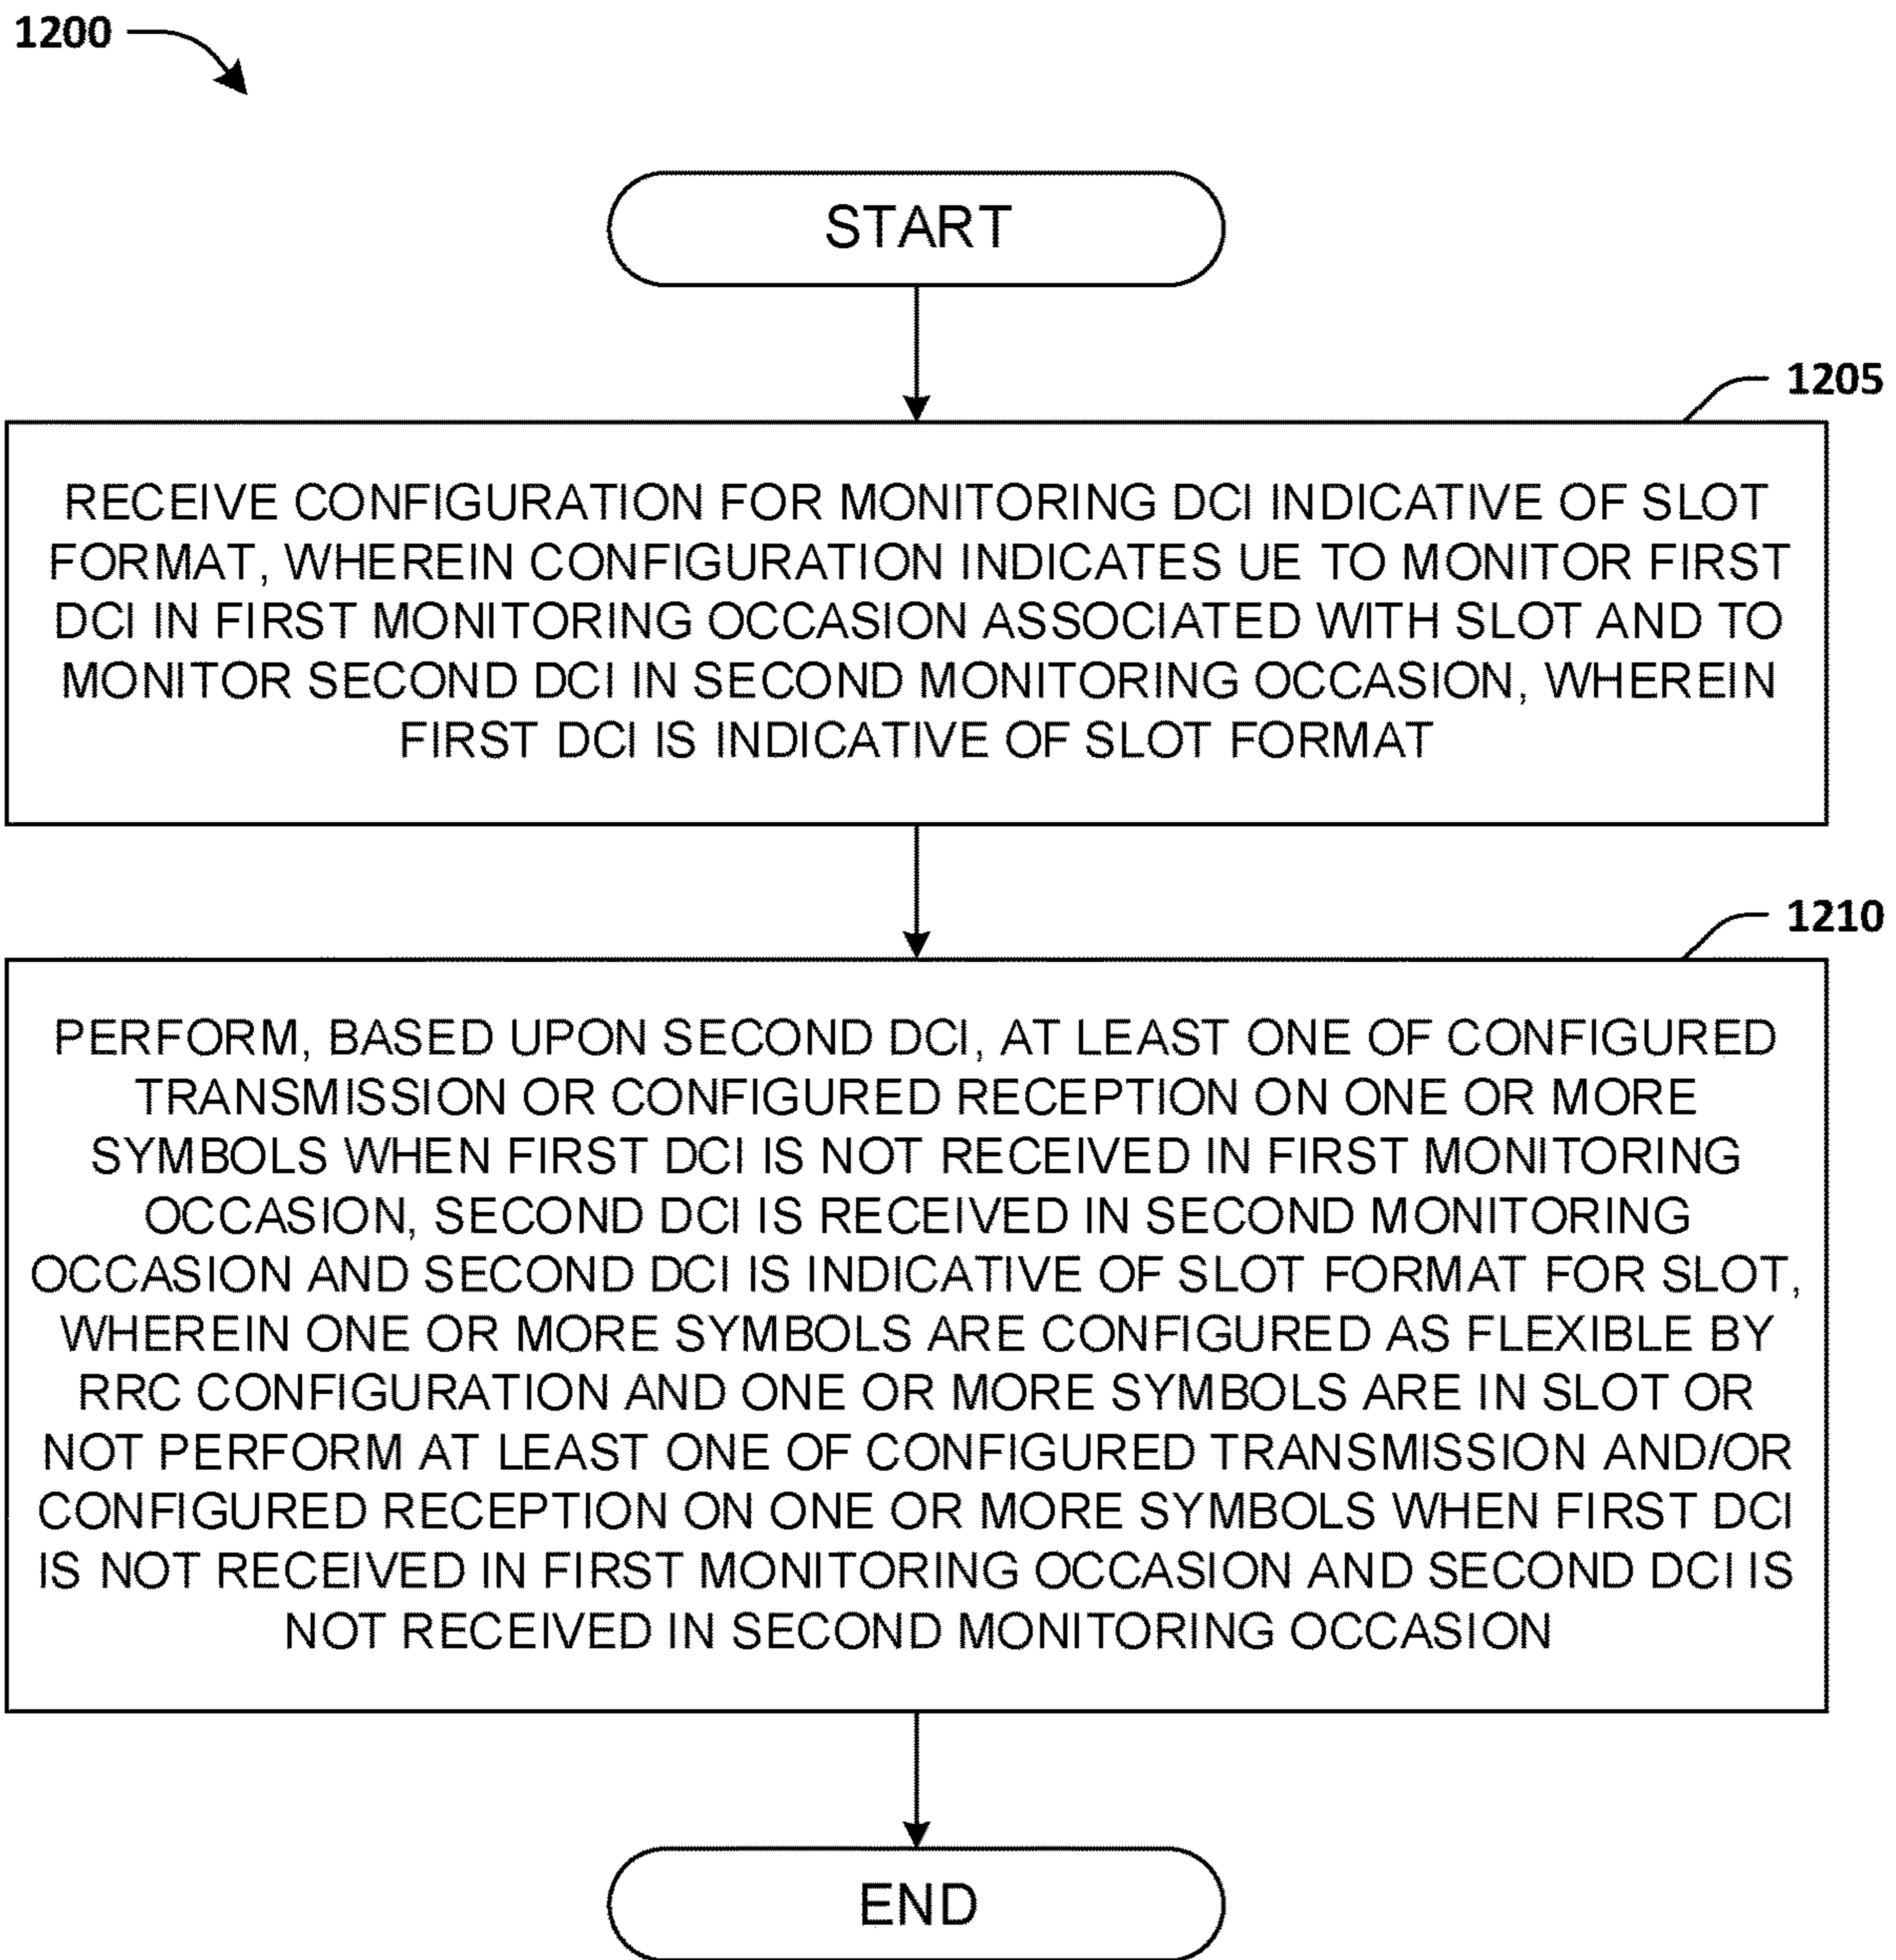 1200
START
1205
RECEIVE CONFIGURATION FOR MONITORING DCI INDICATIVE OF SLOT
FORMAT, WHEREIN CONFIGURATION INDICATES UE TO MONITOR FIRST
DCI IN FIRST MONITORING OCCASION ASSOCIATED WITH SLOT AND TO
MONITOR SECOND DCI IN SECOND MONITORING OCCASION, WHEREIN
FIRST DCI IS INDICATIVE OF SLOT FORMAT
1210
PERFORM, BASED UPON SECOND DCI, AT LEAST ONE OF CONFIGURED
TRANSMISSION OR CONFIGURED RECEPTION ON ONE OR MORE
SYMBOLS WHEN FIRST DCI IS NOT RECEIVED IN FIRST MONITORING
OCCASION, SECOND DCI IS RECEIVED IN SECOND MONITORING
OCCASION AND SECOND DCI IS INDICATIVE OF SLOT FORMAT FOR SLOT,
WHEREIN ONE OR MORE SYMBOLS ARE CONFIGURED AS FLEXIBLE BY
RRC CONFIGURATION AND ONE OR MORE SYMBOLS ARE IN SLOT OR
NOT PERFORM AT LEAST ONE OF CONFIGURED TRANSMISSION AND/OR
CONFIGURED RECEPTION ON ONE OR MORE SYMBOLS WHEN FIRST DCI
IS NOT RECEIVED IN FIRST MONITORING OCCASION AND SECOND DCI IS
NOT RECEIVED IN SECOND MONITORING OCCASION
END